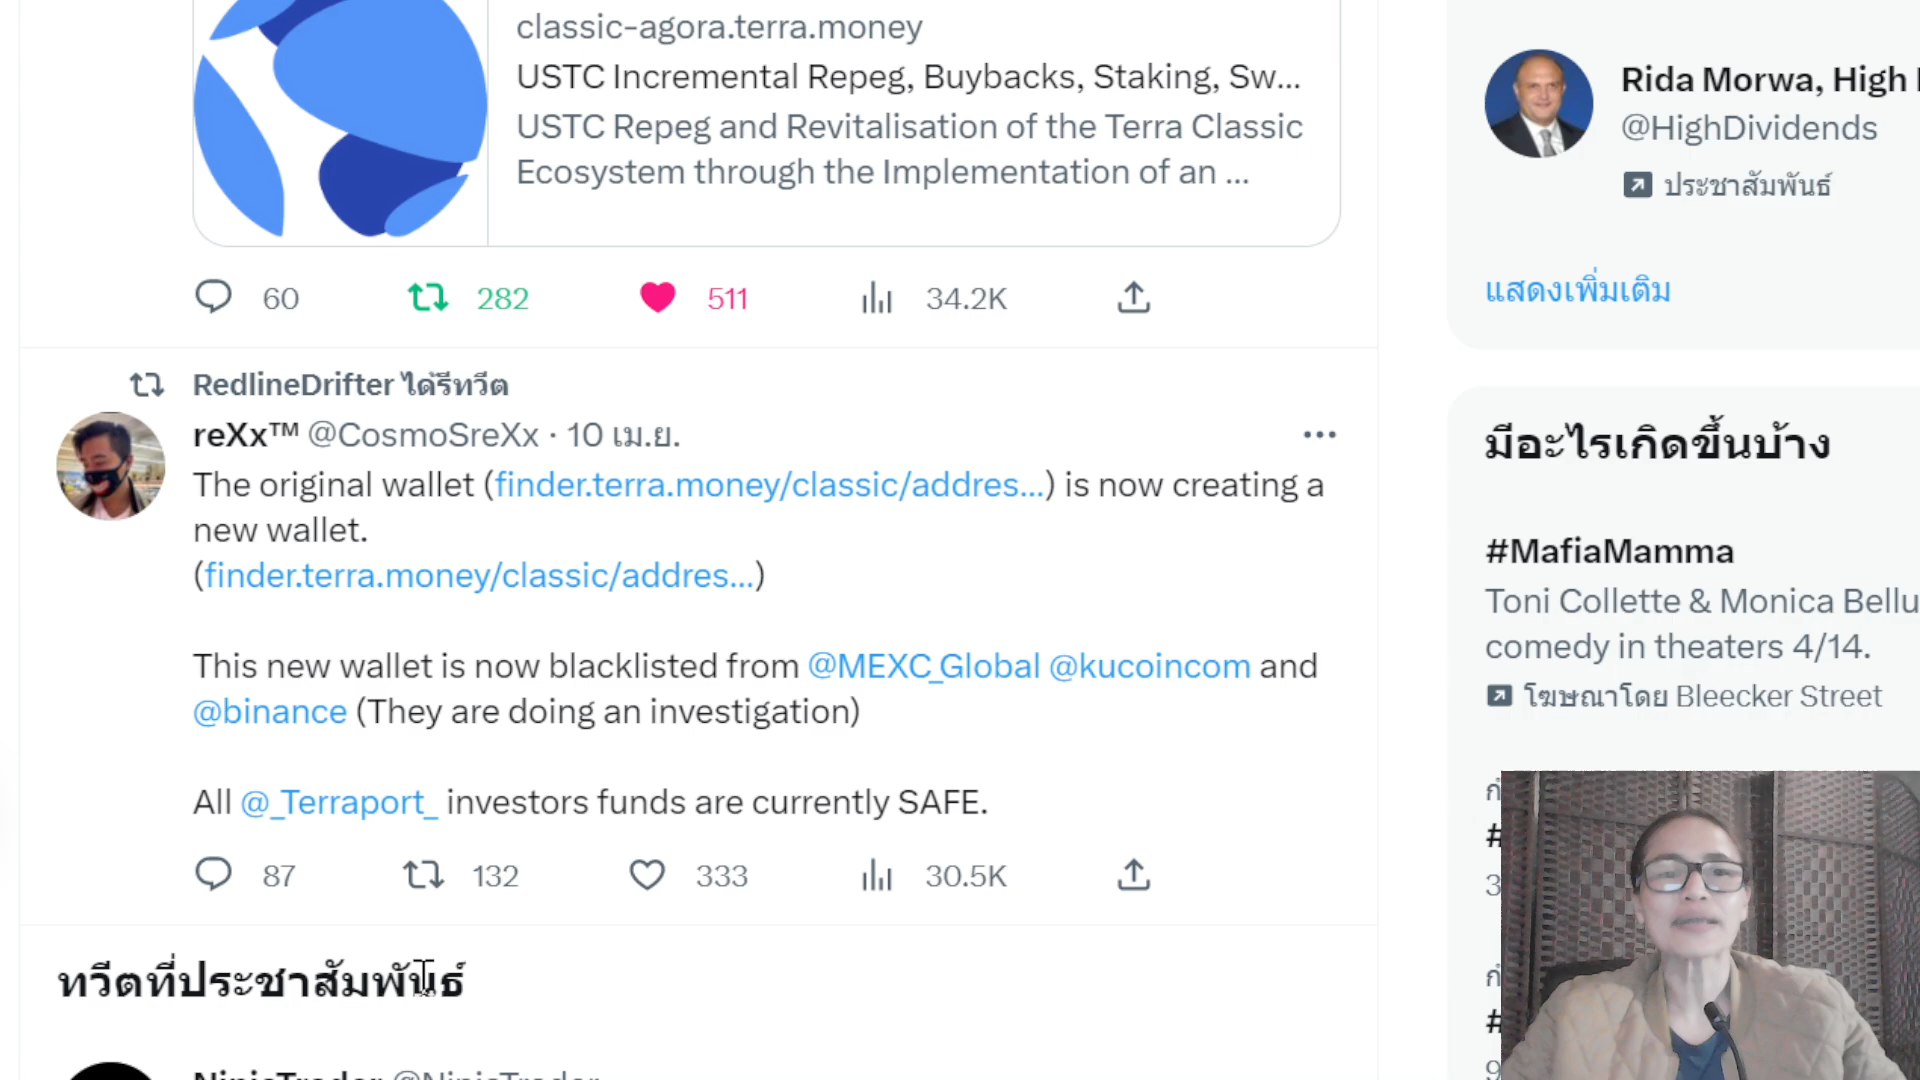 classic-agora.terra.money
USTC Incremental Repeg, Buybacks, Staking, Sw...
USTC Repeg and Revitalisation of the Terra Classic
Ecosystem through the Implementation of an ...
60 282 511 34.2K
RedlineDrifter ได้รีทวีต
reXx™ @CosmoSreXx · 10 เม.ย.
The original wallet (finder.terra.money/classic/addres...) is now creating a
new wallet.
(finder.terra.money/classic/addres...)
This new wallet is now blacklisted from @MEXC_Global @kucoincom and
@binance (They are doing an investigation)
All @_Terraport_ investors funds are currently SAFE.
87 132 333 30.5K
ทวีตที่ประชาสัมพันธ์
NinjaTrader @NinjaTrader
Rida Morwa, High
@HighDividends
ประชาสัมพันธ์
แสดงเพิ่มเติม
มีอะไรเกิดขึ้นบ้าง
#MafiaMamma
Toni Collette & Monica Bellu
comedy in theaters 4/14.
โฆษณาโดย Bleecker Street
#
3
#
9